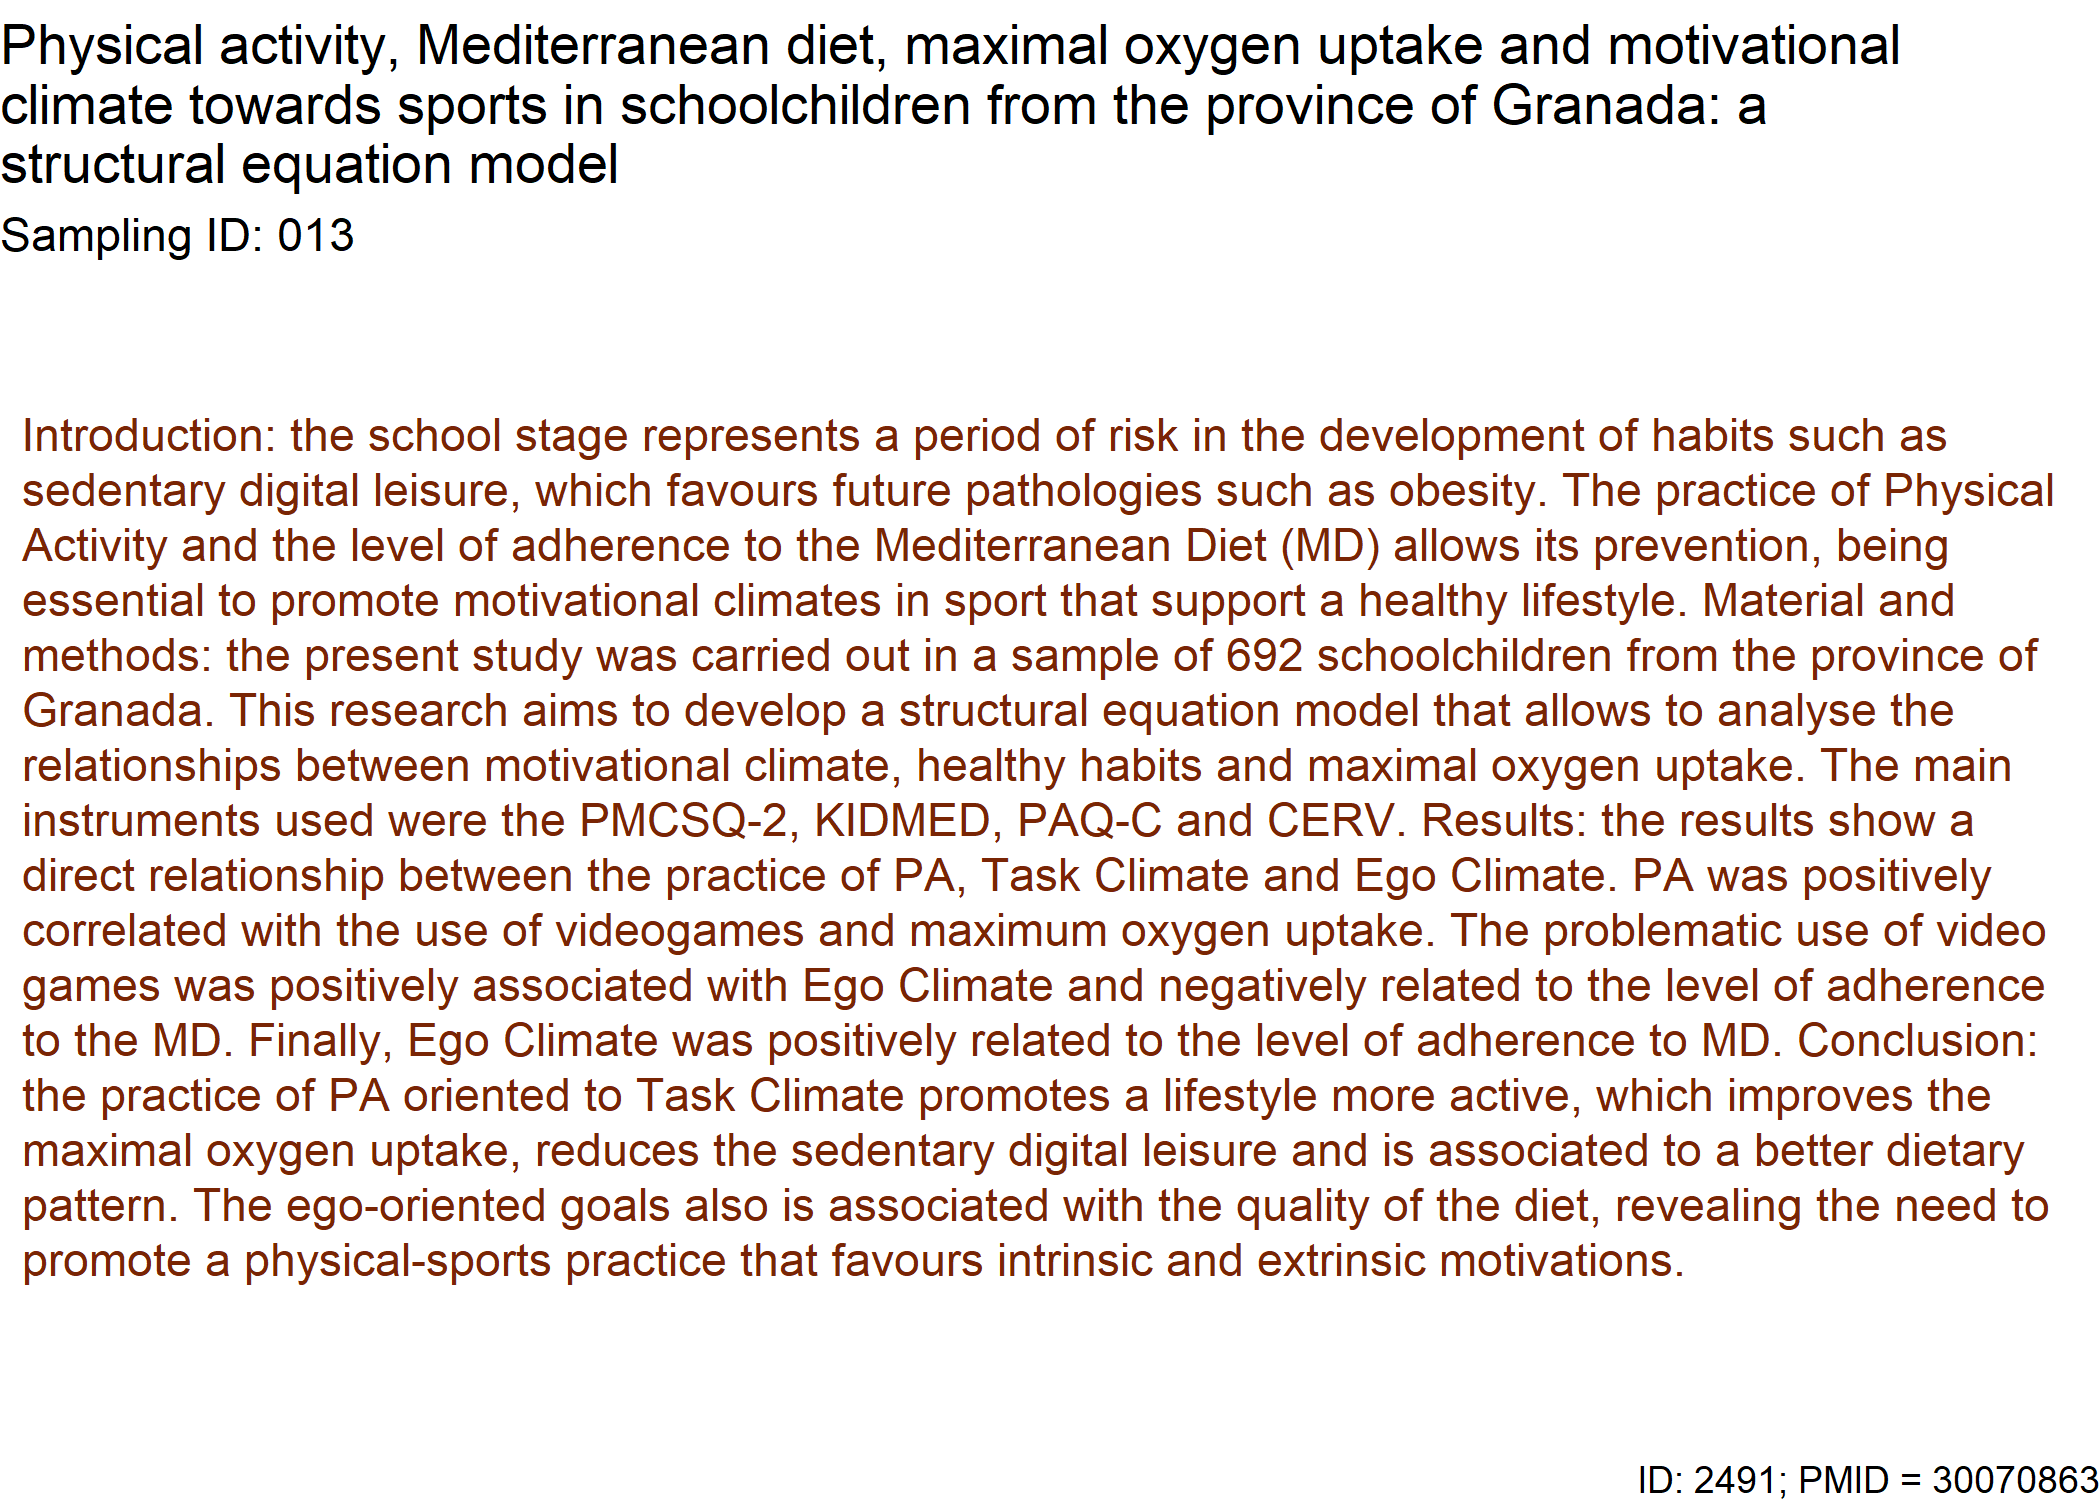 Physical activity, Mediterranean diet, maximal oxygen uptake and motivational
climate towards sports in schoolchildren from the province of Granada: a
structural equation model
Sampling ID: 013
Introduction: the school stage represents a period of risk in the development of habits such as
sedentary digital leisure, which favours future pathologies such as obesity. The practice of Physical
Activity and the level of adherence to the Mediterranean Diet (MD) allows its prevention, being
essential to promote motivational climates in sport that support a healthy lifestyle. Material and
methods: the present study was carried out in a sample of 692 schoolchildren from the province of
Granada. This research aims to develop a structural equation model that allows to analyse the
relationships between motivational climate, healthy habits and maximal oxygen uptake. The main
instruments used were the PMCSQ-2, KIDMED, PAQ-C and CERV. Results: the results show a
direct relationship between the practice of PA, Task Climate and Ego Climate. PA was positively
correlated with the use of videogames and maximum oxygen uptake. The problematic use of video
games was positively associated with Ego Climate and negatively related to the level of adherence
to the MD. Finally, Ego Climate was positively related to the level of adherence to MD. Conclusion:
the practice of PA oriented to Task Climate promotes a lifestyle more active, which improves the
maximal oxygen uptake, reduces the sedentary digital leisure and is associated to a better dietary
pattern. The ego-oriented goals also is associated with the quality of the diet, revealing the need to
promote a physical-sports practice that favours intrinsic and extrinsic motivations.
ID: 2491; PMID = 30070863